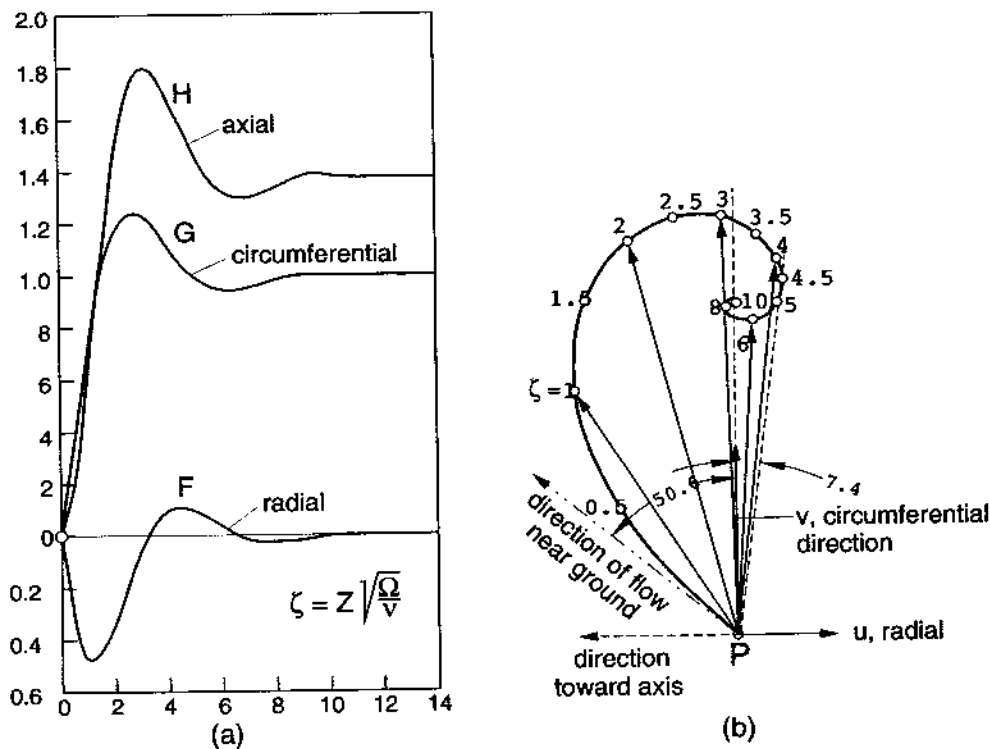 2.0
1.8
1.6
1.4
1.2
1.0
.8
.6
.4
2
0
0.2
0.4
0.6
0 2 4 6 8 10 12 14
H
axial
G
circumferential
F
radial
ζ = Z √Ω/ν
(a)
ζ=1
1.5
2
2.5
3
3.5
4
4.5
5
6
8
10
0.5
50.6
7.4
direction of flow
near ground
v, circumferential
direction
u, radial
P
direction
toward axis
(b)